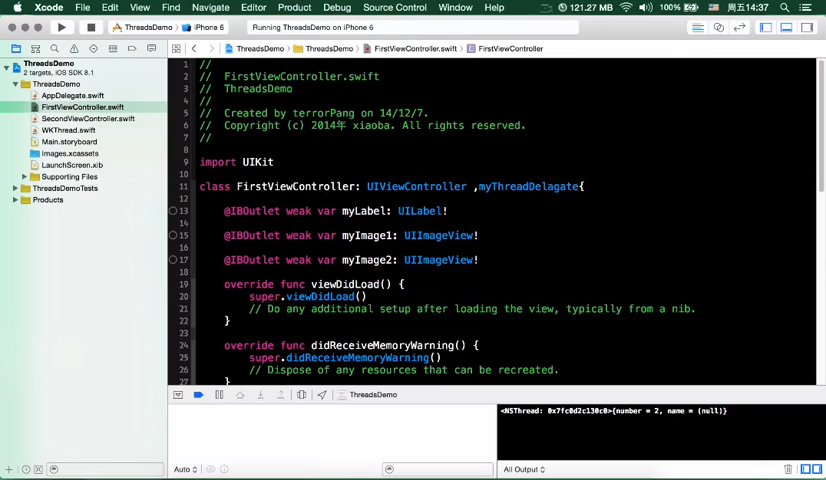 Xcode File Edit View Find Navigate Editor Product Debug Source Control Window 121.27 MB 100% 周五14:37
ThreadsDemo iPhone 6 Running ThreadsDemo on iPhone 6
ThreadsDemo ThreadsDemo FirstViewController.swift FirstViewController
ThreadsDemo
2 targets, iOS SDK 8.1
ThreadsDemo
AppDelegate.swift
FirstViewController.swift
SecondViewController.swift
WKThread.swift
Main.storyboard
Images.xcassets
LaunchScreen.xib
Supporting Files
ThreadsDemoTests
Products
1 //
2 // FirstViewController.swift
3 // ThreadsDemo
4 //
5 // Created by terrorPang on 14/12/7.
6 // Copyright (c) 2014年 xiaoba. All rights reserved.
7 //
8
9 import UIKit
10
11 class FirstViewController: UIViewController ,myThreadDelagate{
12
13 @IBOutlet weak var myLabel: UILabel!
14
15 @IBOutlet weak var myImage1: UIImageView!
16
17 @IBOutlet weak var myImage2: UIImageView!
18
19 override func viewDidLoad() {
20 super.viewDidLoad()
21 // Do any additional setup after loading the view, typically from a nib.
22 }
23
24 override func didReceiveMemoryWarning() {
25 super.didReceiveMemoryWarning()
26 // Dispose of any resources that can be recreated.
27 }
ThreadsDemo
<NSThread: 0x7fc0d2c130c0>{number = 2, name = (null)}
Auto
All Output